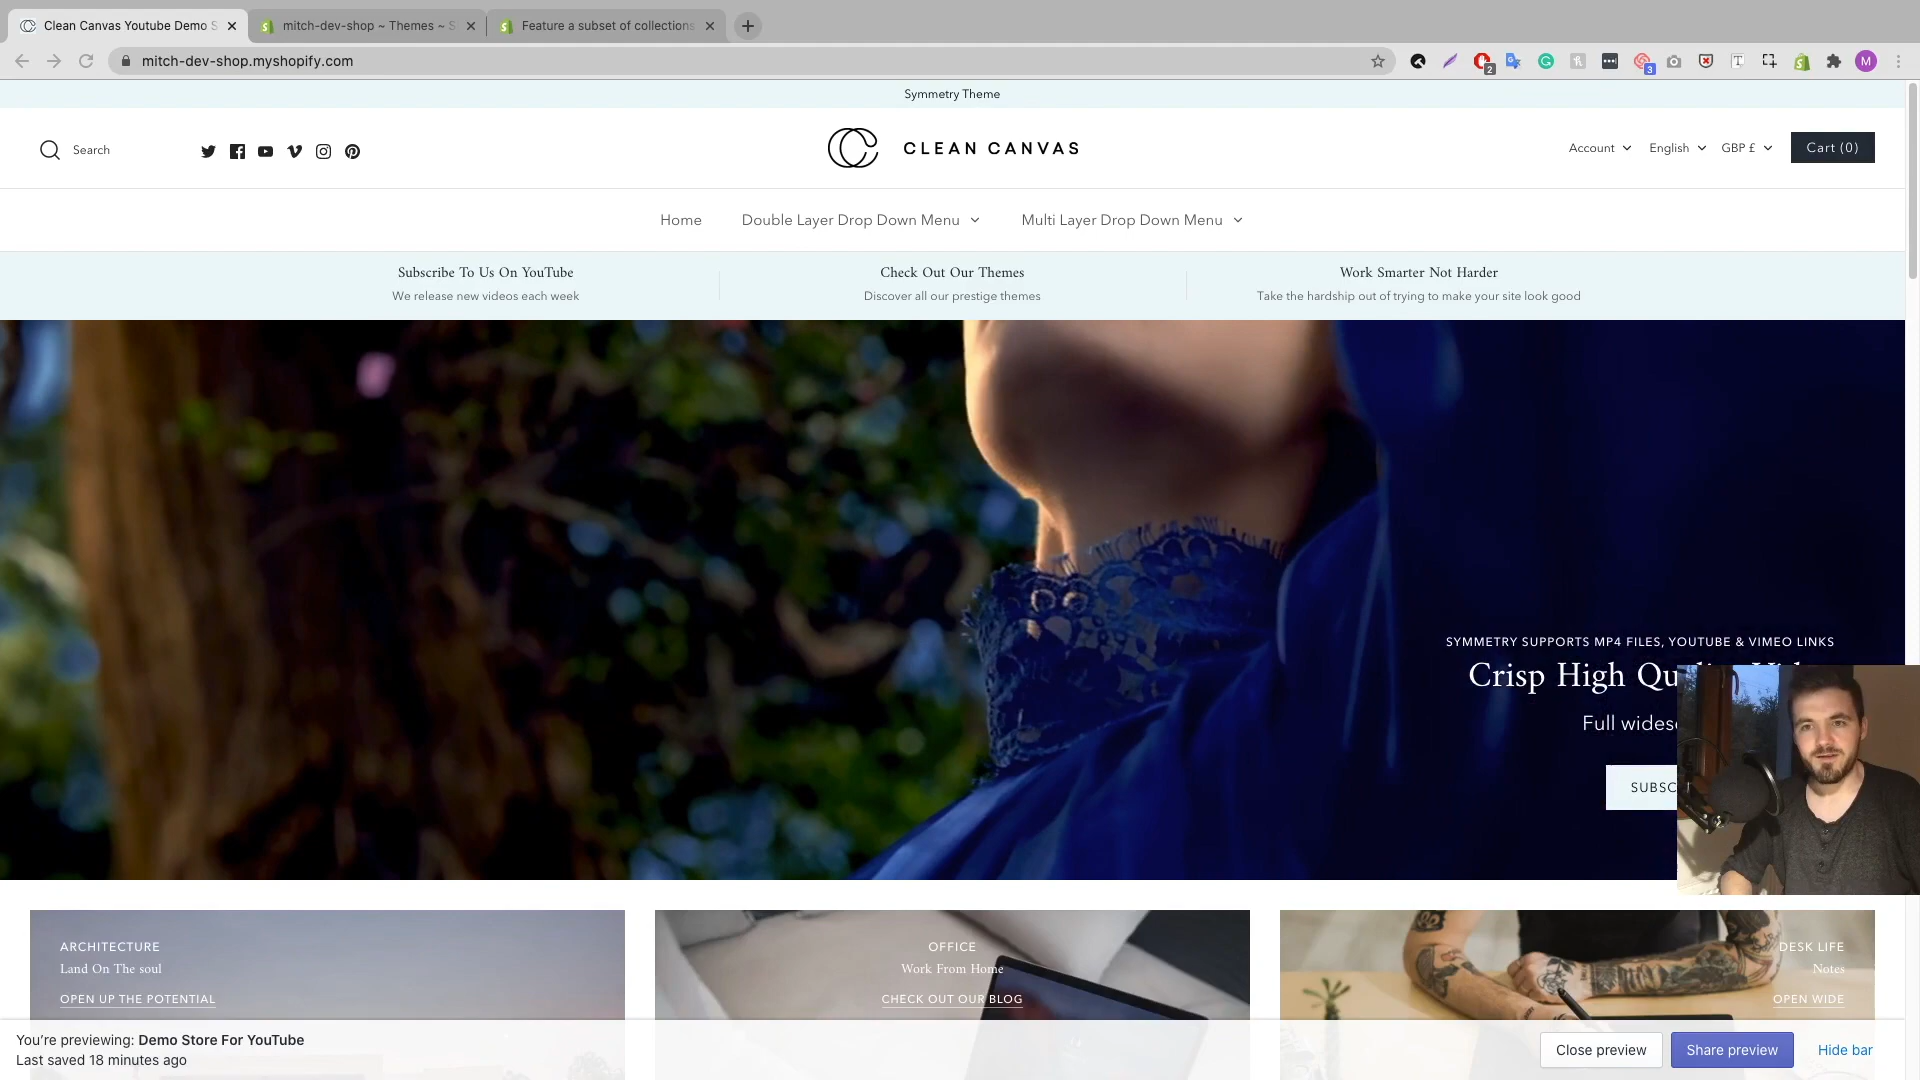 Clean Canvas Youtube Demo S
mitch-dev-shop ~ Themes ~ S
Feature a subset of collections
mitch-dev-shop.myshopify.com
2
3
M
Symmetry Theme
Search
CLEAN CANVAS
Account
English
GBP £
Cart (0)
Home
Double Layer Drop Down Menu
Multi Layer Drop Down Menu
Subscribe To Us On YouTube
We release new videos each week
Check Out Our Themes
Discover all our prestige themes
Work Smarter Not Harder
Take the hardship out of trying to make your site look good
SYMMETRY SUPPORTS MP4 FILES, YOUTUBE & VIMEO LINKS
Crisp High
Full
ARCHITECTURE
Land On The soul
OPEN UP THE POTENTIAL
OFFICE
Work From Home
CHECK OUT OUR BLOG
DESK LIFE
Notes
OPEN WIDE
You're previewing: Demo Store For YouTube
Last saved 18 minutes ago
Close preview
Share preview
Hide bar